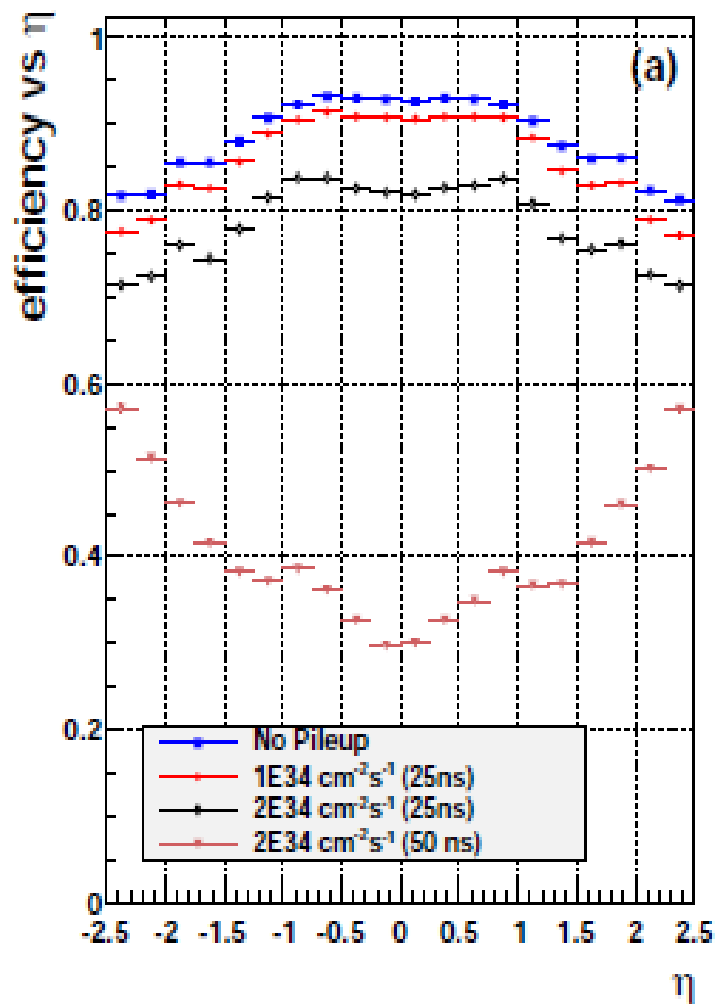 efficiency vs η
(a)
1
0.8
0.6
0.4
0.2
0
No Pileup
1E34 cm⁻²s⁻¹ (25ns)
2E34 cm⁻²s⁻¹ (25ns)
2E34 cm⁻²s⁻¹ (50 ns)
-2.5 -2 -1.5 -1 -0.5 0 0.5 1 1.5 2 2.5
η